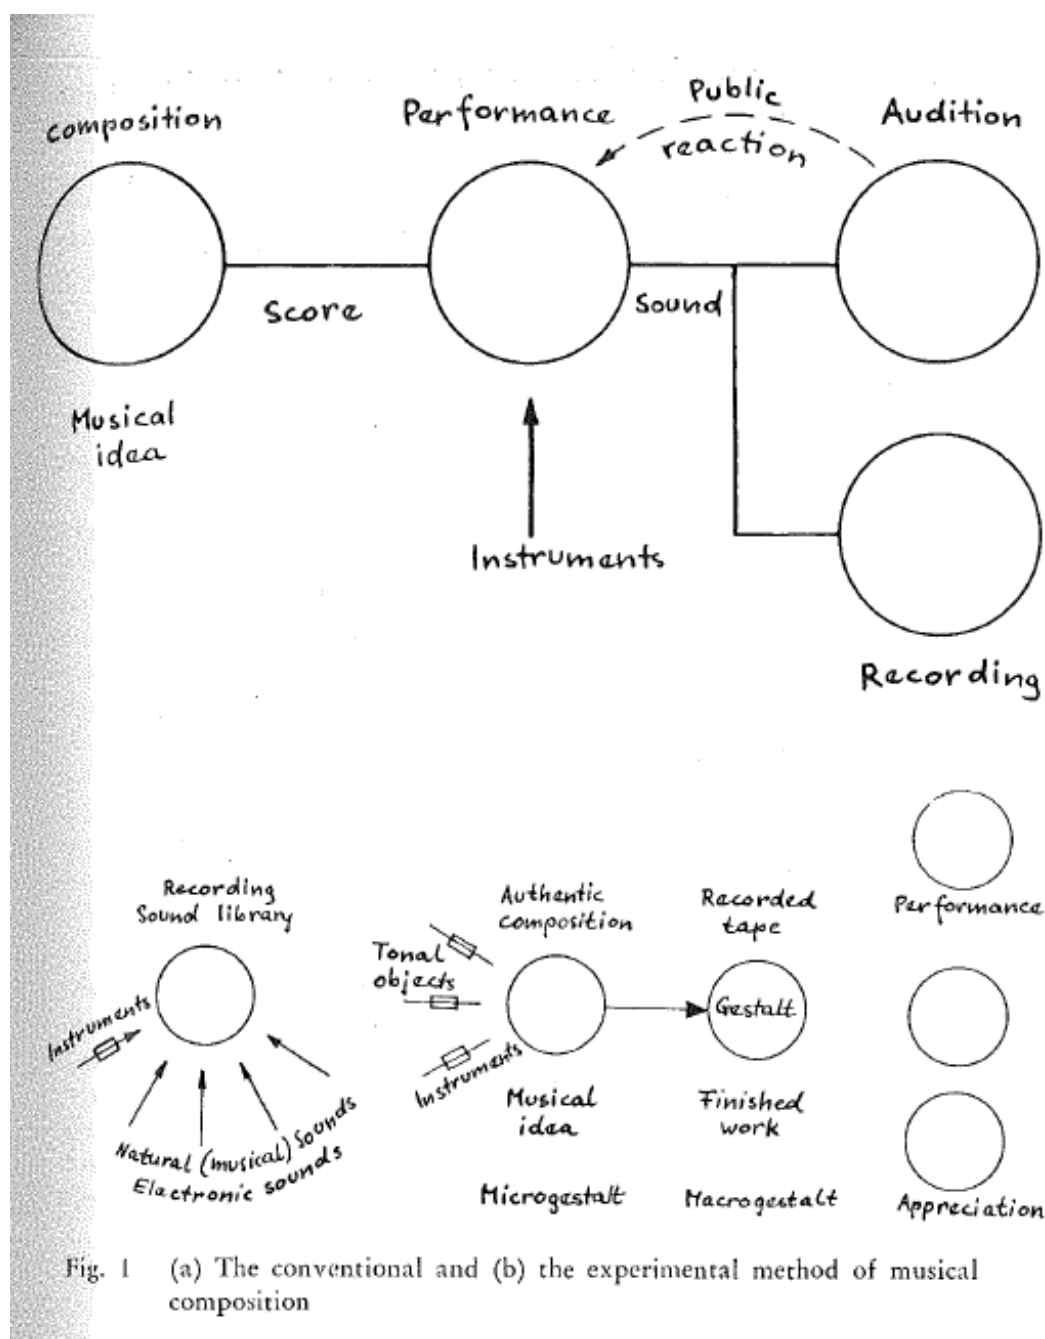 composition
Performance
Public
reaction
Audition
Score
Sound
Musical
idea
Instruments
Recording
Recording
Sound library
Instruments
Natural (musical) Sounds
Electronic sounds
Tonal
objects
Instruments
Authentic
composition
Musical
idea
Microgestalt
Recorded
tape
Gestalt
Finished
work
Macrogestalt
Performance
Appreciation
Fig. 1 (a) The conventional and (b) the experimental method of musical
composition